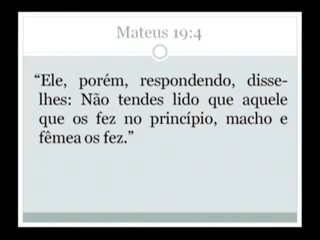 Mateus 19:4
“Ele, porém, respondendo, disse-
lhes: Não tendes lido que aquele
que os fez no princípio, macho e
fêmea os fez.”